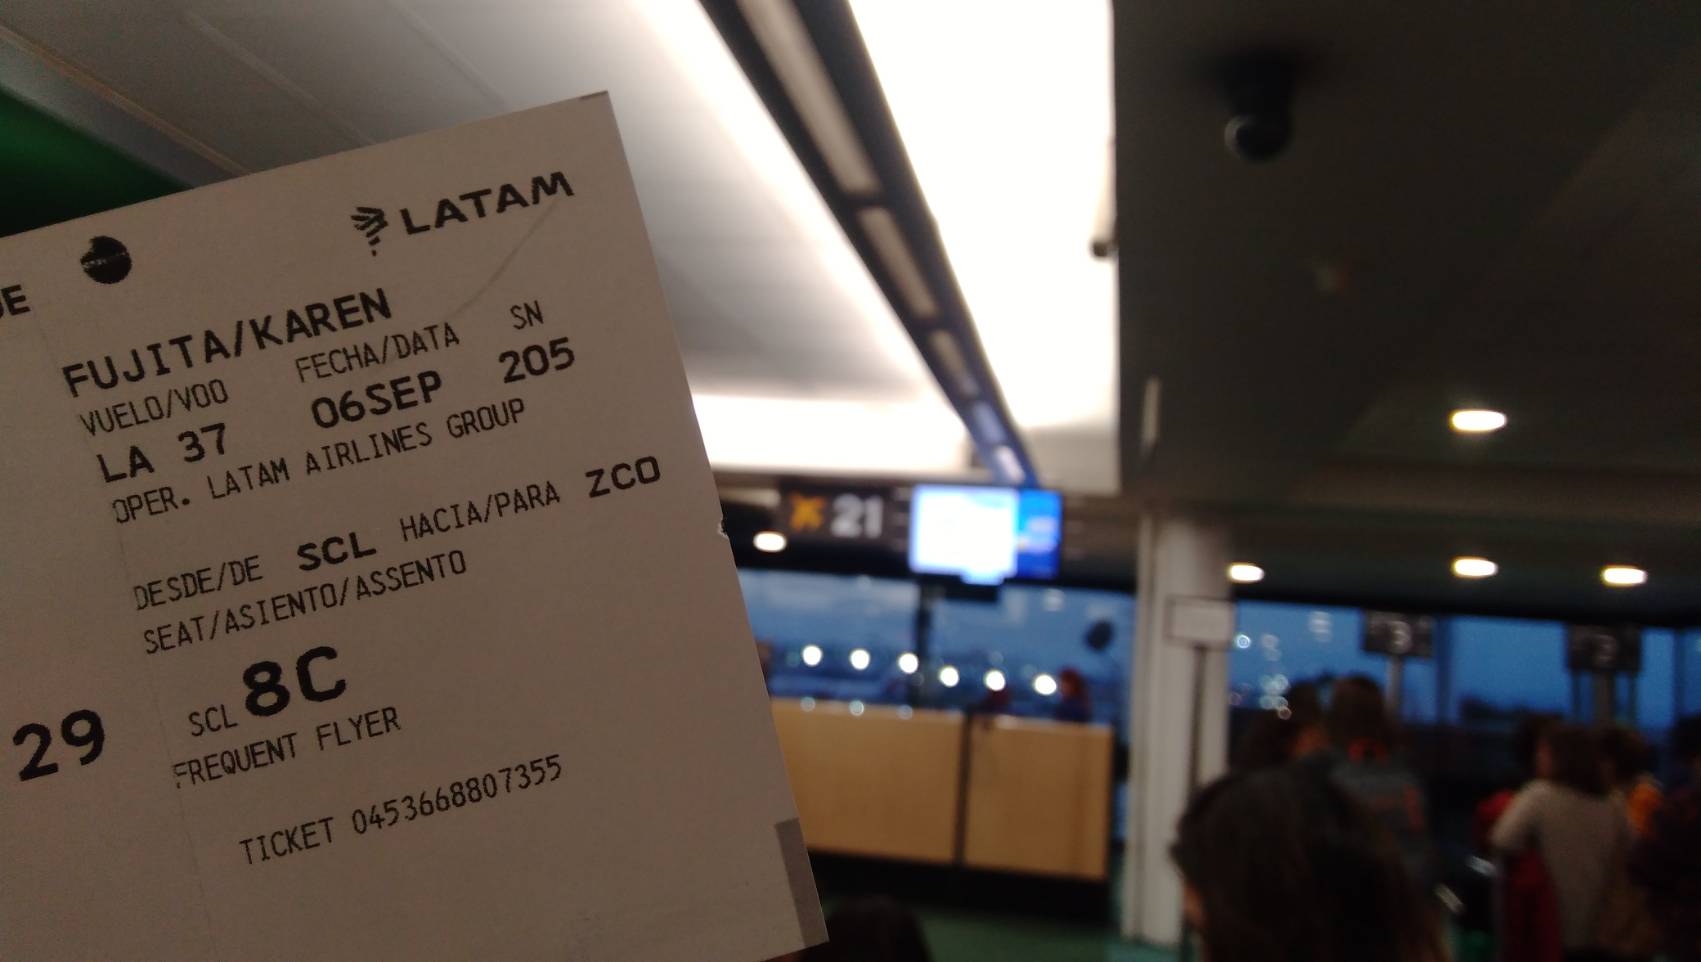 LATAM
DE
FUJITA/KAREN
VUELO/VOO FECHA/DATA SN
LA 37 06SEP 205
OPER. LATAM AIRLINES GROUP
DESDE/DE SCL HACIA/PARA ZCO
SEAT/ASIENTO/ASSENTO
29 SCL 8C
FREQUENT FLYER
TICKET 0453668807355
21